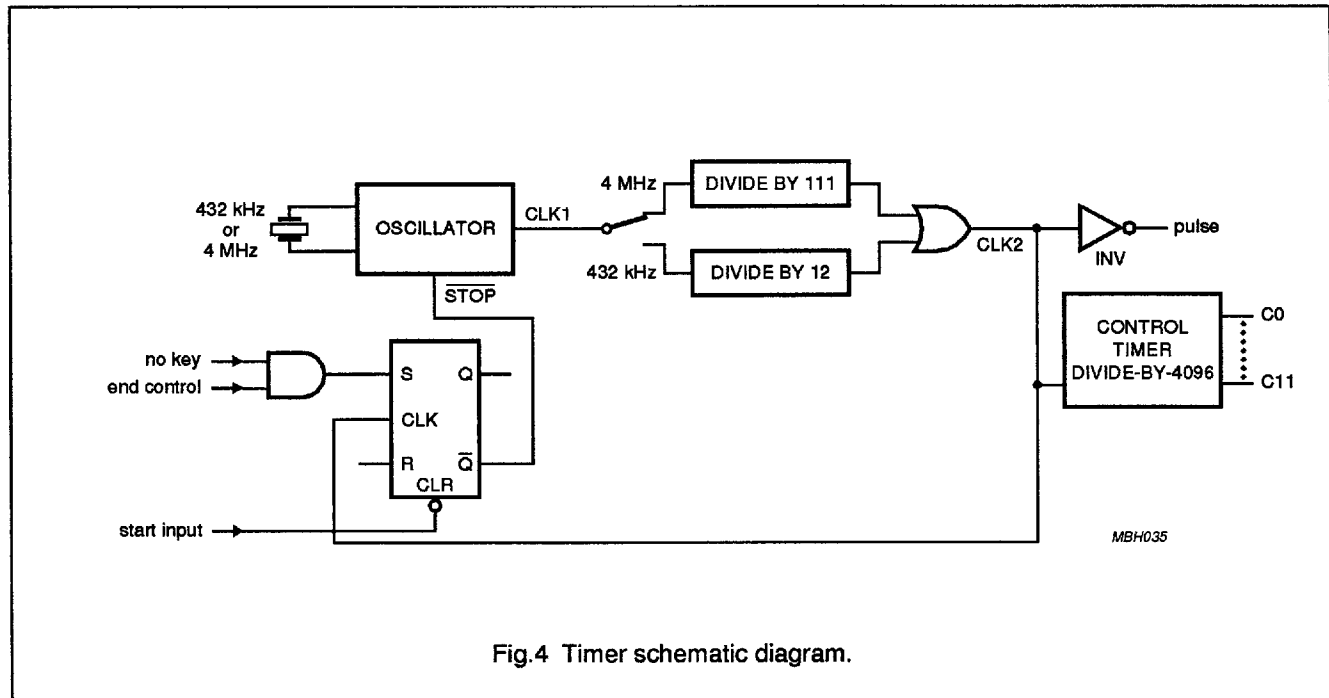 432 kHz
or
4 MHz
OSCILLATOR
CLK1
STOP
4 MHz
DIVIDE BY 111
432 kHz
DIVIDE BY 12
CLK2
INV
pulse
CONTROL
TIMER
DIVIDE-BY-4096
C0
C11
no key
end control
S
Q
CLK
R
Q̅
CLR
start input
MBH035
Fig.4 Timer schematic diagram.